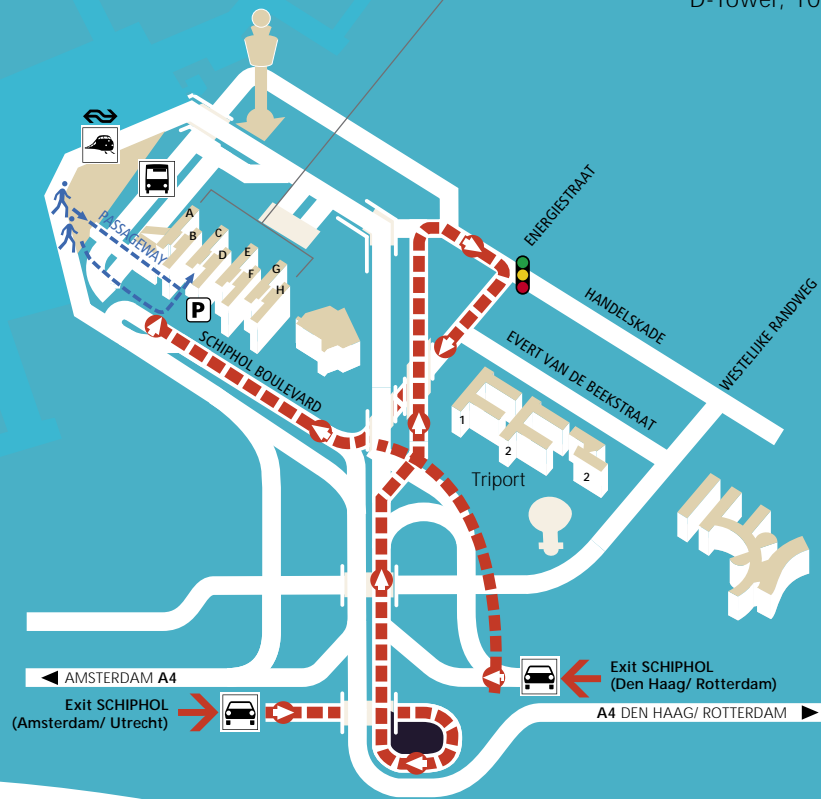 D-Tower, 10
ENERGIESTRAAT
PASSAGEWAY
A
B
C
D
E
F
G
H
P
HANDELSKADE
WESTELIJKE RANDWEG
SCHIPHOL BOULEVARD
EVERT VAN DE BEEKSTRAAT
1
2
2
Triport
AMSTERDAM A4
Exit SCHIPHOL
(Den Haag/ Rotterdam)
Exit SCHIPHOL
(Amsterdam/ Utrecht)
A4 DEN HAAG/ ROTTERDAM